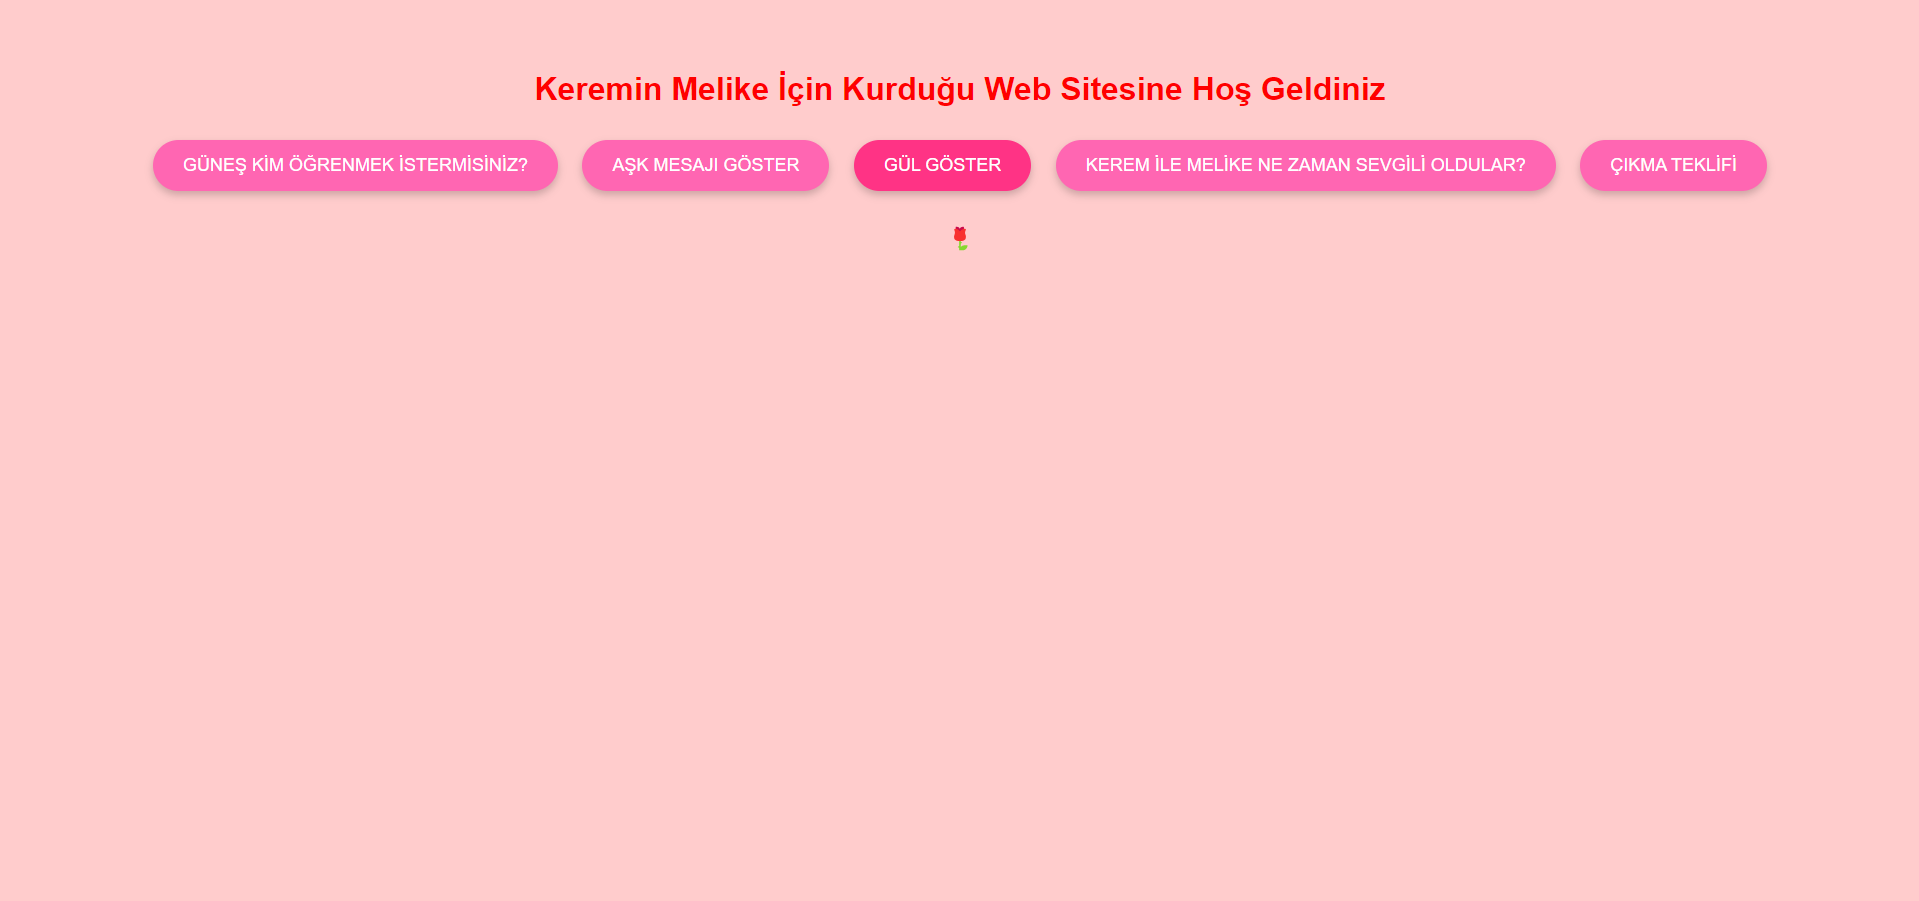 Keremin Melike İçin Kurduğu Web Sitesine Hoş Geldiniz
GÜNEŞ KİM ÖĞRENMEK İSTERMİSİNİZ? AŞK MESAJI GÖSTER GÜL GÖSTER KEREM İLE MELİKE NE ZAMAN SEVGİLİ OLDULAR? ÇIKMA TEKLİFİ